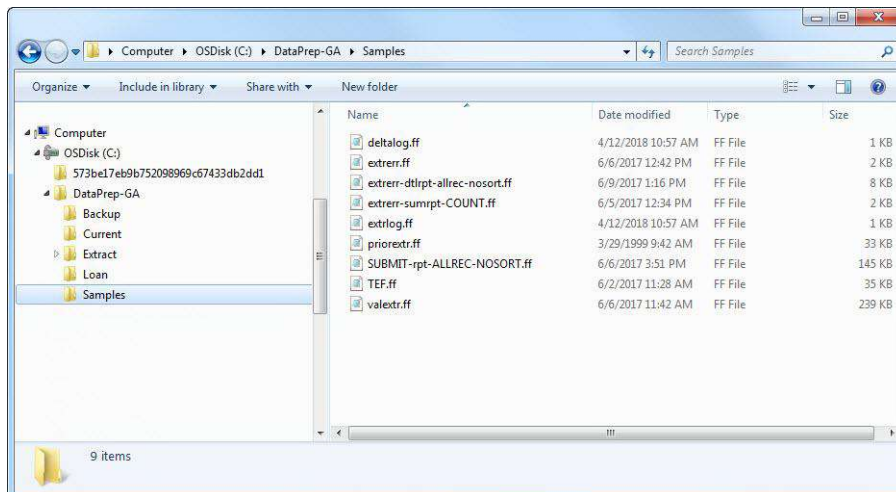 Computer ▸ OSDisk (C:) ▸ DataPrep-GA ▸ Samples
Search Samples
Organize Include in library Share with New folder
Computer
OSDisk (C:)
573be17eb9b752098969c67433db2dd1
DataPrep-GA
Backup
Current
Extract
Loan
Samples
Name Date modified Type Size
deltalog.ff 4/12/2018 10:57 AM FF File 1 KB
extrerr.ff 6/6/2017 12:42 PM FF File 2 KB
extrerr-dtlrpt-allrec-nosort.ff 6/9/2017 1:16 PM FF File 8 KB
extrerr-sumrpt-COUNT.ff 6/5/2017 12:34 PM FF File 2 KB
extrlog.ff 4/12/2018 10:57 AM FF File 1 KB
priorextr.ff 3/29/1999 9:42 AM FF File 33 KB
SUBMIT-rpt-ALLREC-NOSORT.ff 6/6/2017 3:51 PM FF File 145 KB
TEF.ff 6/2/2017 11:28 AM FF File 35 KB
valextr.ff 6/6/2017 11:42 AM FF File 239 KB
9 items